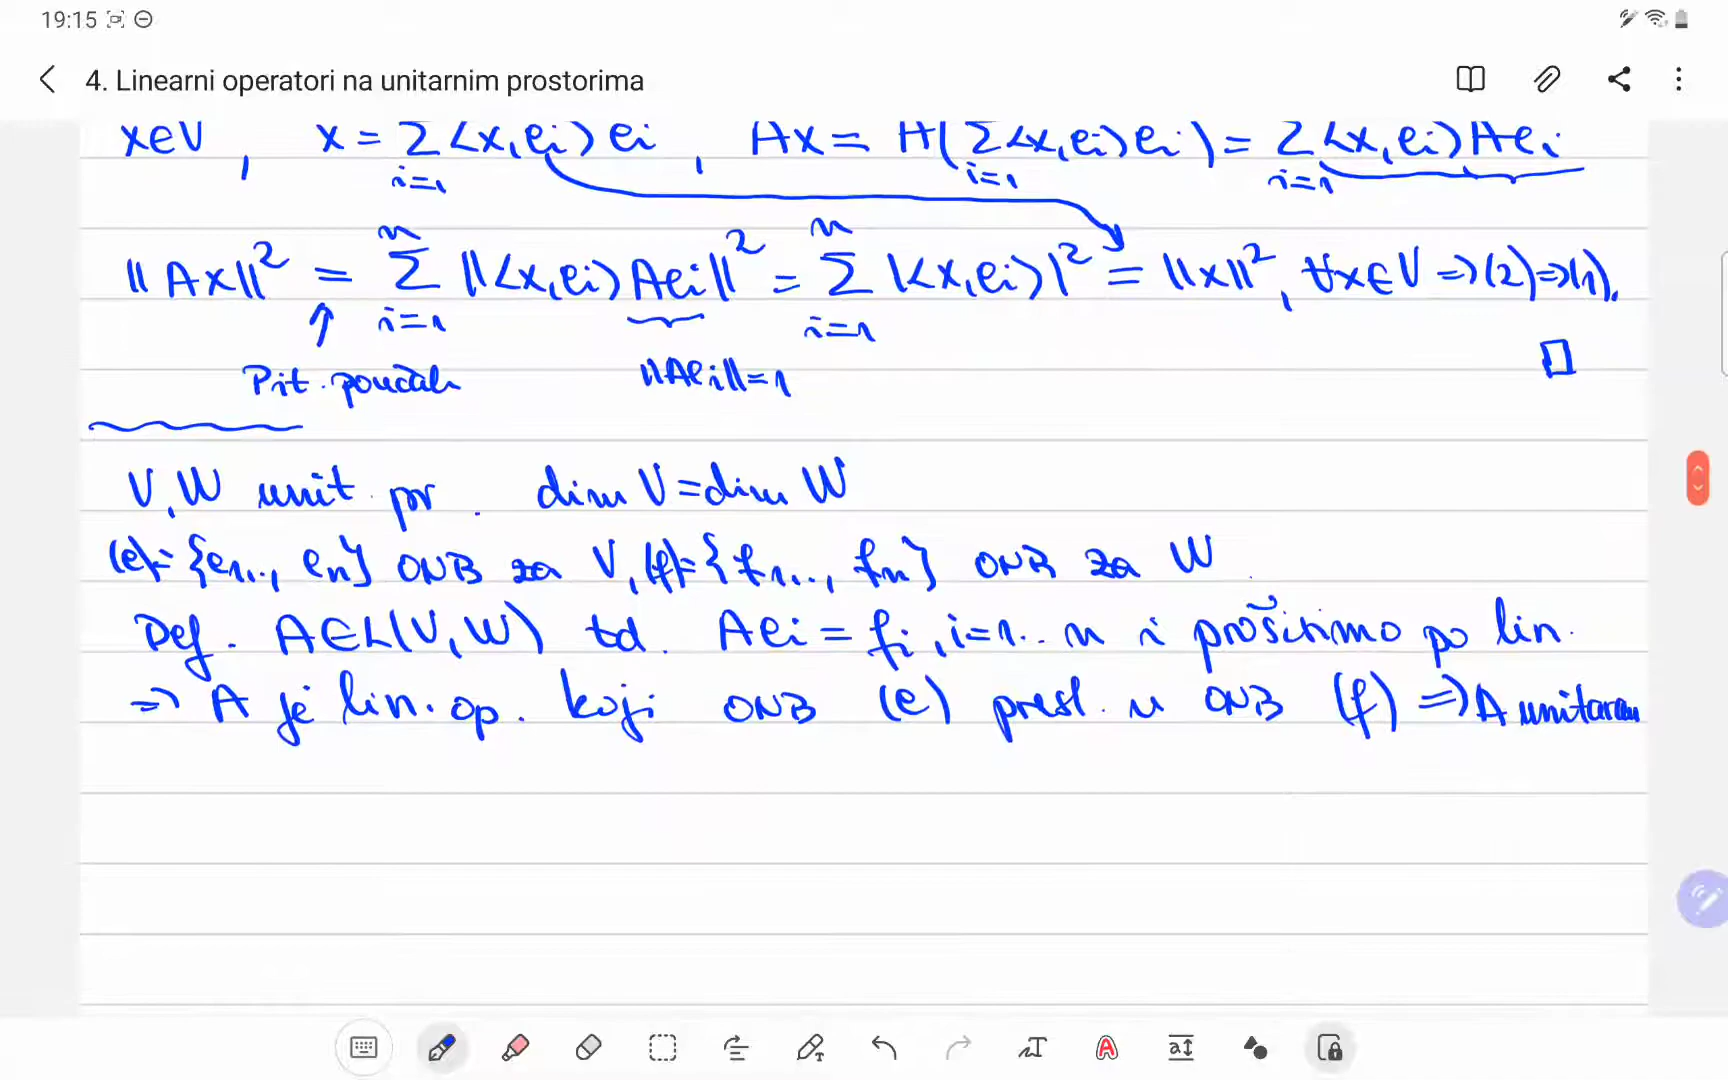 19:15
4. Linearni operatori na unitarnim prostorima
x∈V, x = Σ <x,ei> ei, Ax = A(Σ <x,ei> ei) = Σ <x,ei> Aei
i=1 i=1 i=1
||Ax||² = Σ ||<x,ei> Aei||² = Σ |<x,ei>|² = ||x||², ∀x∈V => (2)=>(1).
n n
i=1 i=1
Pit. poučak ||Aei||=1 □
V,W unit. pr. dim V = dim W
(e)={e1..., en} ONB za V, (f)={f1..., fn} ONB za W
Def. A∈L(V,W) td. Aei = fi, i=1..n i proširimo po lin.
=> A je lin. op. koji ONB (e) presl. u ONB (f) => A unitaran